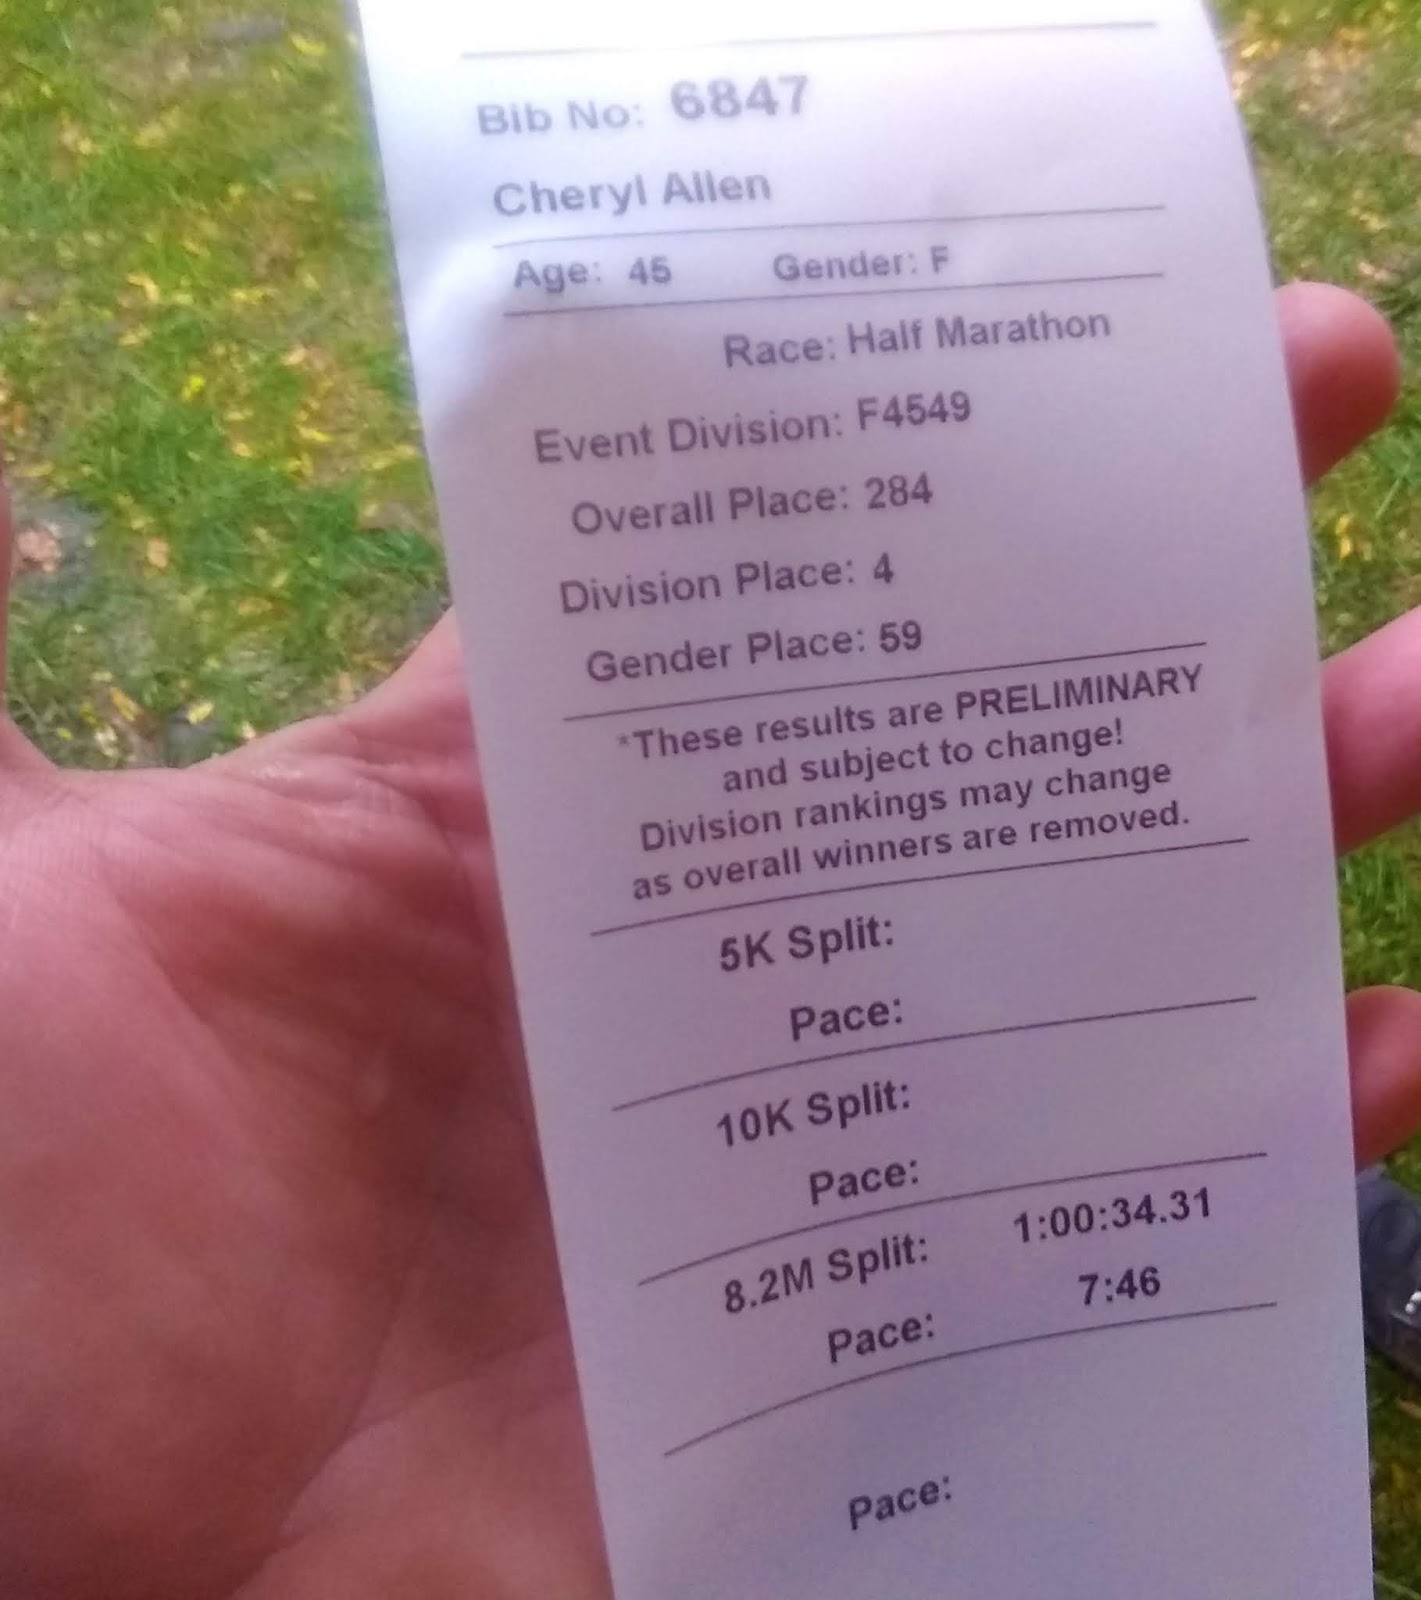 Bib No: 6847
Cheryl Allen
Age: 45 Gender: F
Race: Half Marathon
Event Division: F4549
Overall Place: 284
Division Place: 4
Gender Place: 59
*These results are PRELIMINARY
and subject to change!
Division rankings may change
as overall winners are removed.
5K Split:
Pace:
10K Split:
Pace:
8.2M Split: 1:00:34.31
Pace: 7:46
Pace: